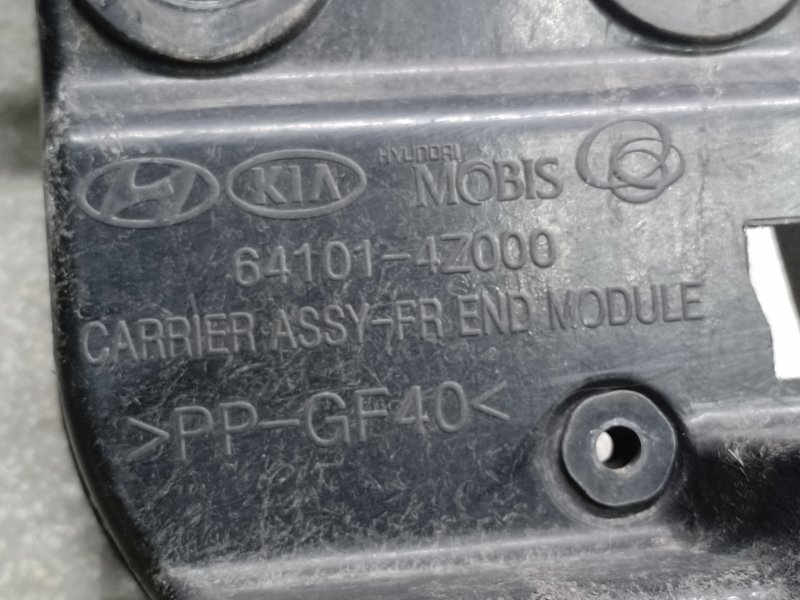 KIA HYUNDAI MOBIS
64101-4Z000
CARRIER ASSY-FR END MODULE
>PP-GF40<